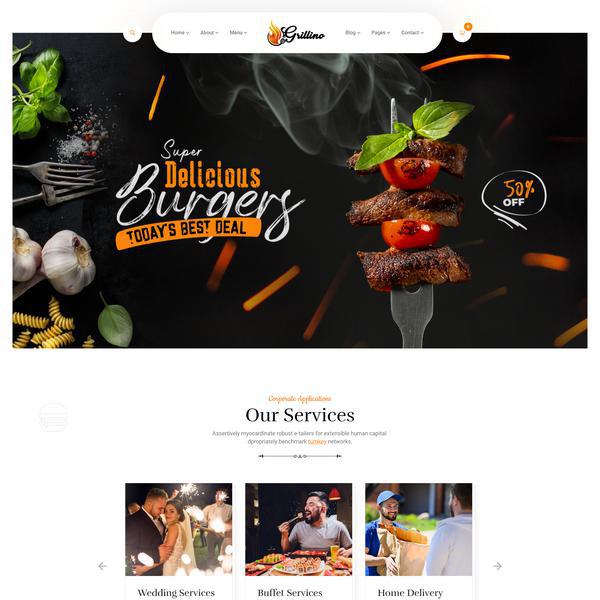 Home About Menu Grillino Blog Pages Contact
Super
Delicious
Burgers
TODAY'S BEST DEAL
50%
OFF
Corporate Applications
Our Services
Assertively myocardinate robust e-tailers for extensible human capital
dpropriately benchmark turnkey networks.
Wedding Services Buffet Services Home Delivery